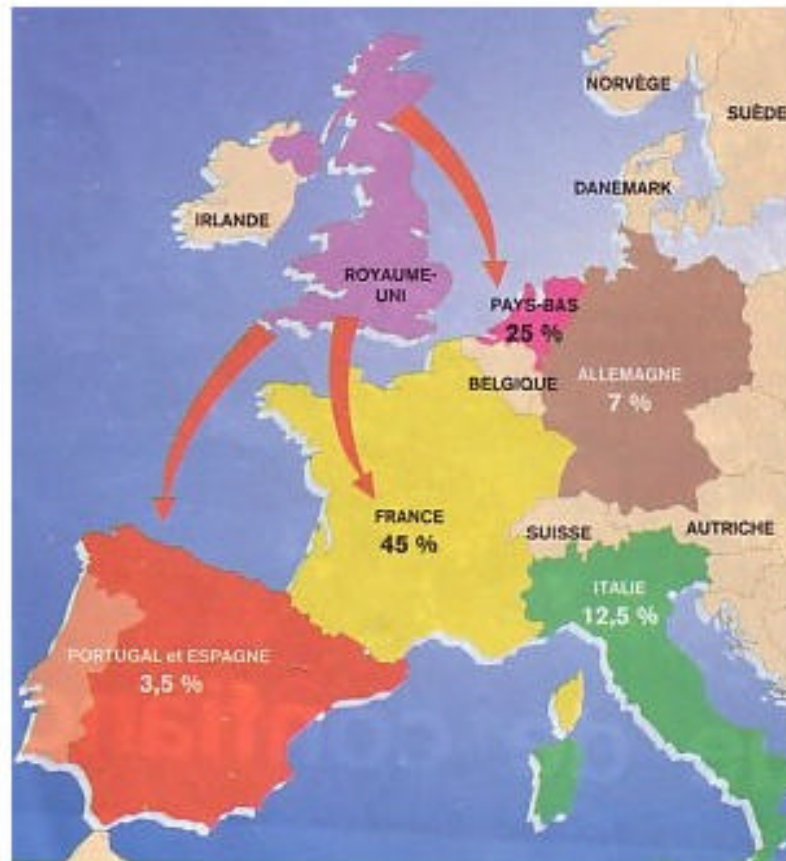 NORVÈGE
SUÈDE
DANEMARK
IRLANDE
ROYAUME-
UNI
PAYS-BAS
25 %
BELGIQUE
ALLEMAGNE
7 %
FRANCE
45 %
SUISSE
AUTRICHE
ITALIE
12,5 %
PORTUGAL et ESPAGNE
3,5 %